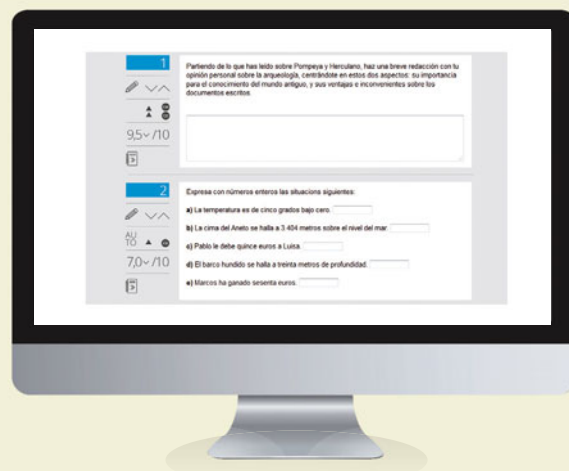 1
Partiendo de lo que has leído sobre Pompeya y Herculano, haz una breve redacción con tu
opinión personal sobre la arqueología, centrándote en estos dos aspectos: su importancia
para el conocimiento del mundo antiguo, y sus ventajas e inconvenientes sobre los
documentos escritos.
9,5 /10
2
Expresa con números enteros las situacions siguientes:
a) La temperatura es de cinco grados bajo cero.
b) La cima del Aneto se halla a 3.404 metros sobre el nivel del mar.
AUTO
c) Pablo le debe quince euros a Luisa.
7,0 /10
d) El barco hundido se halla a treinta metros de profundidad.
e) Marcos ha ganado sesenta euros.